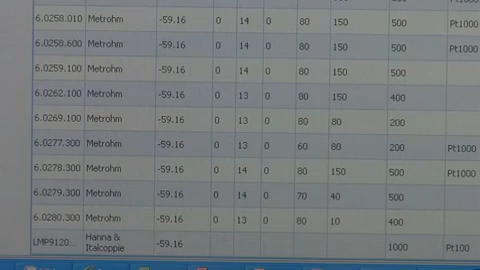 6.0258.010 Metrohm -59.16 0 14 0 80 150 500 Pt1000
6.0258.600 Metrohm -59.16 0 14 0 80 150 500 Pt1000
6.0259.100 Metrohm -59.16 0 14 0 80 150 500
6.0262.100 Metrohm -59.16 0 13 0 80 150 400
6.0269.100 Metrohm -59.16 0 13 0 80 80 200
6.0277.300 Metrohm -59.16 0 13 0 60 80 200 Pt1000
6.0278.300 Metrohm -59.16 0 14 0 80 150 500 Pt1000
6.0279.300 Metrohm -59.16 0 14 0 70 40 500
6.0280.300 Metrohm -59.16 0 13 0 80 10 400
LMP9120... Hanna & Italcoppie -59.16 1000 Pt100